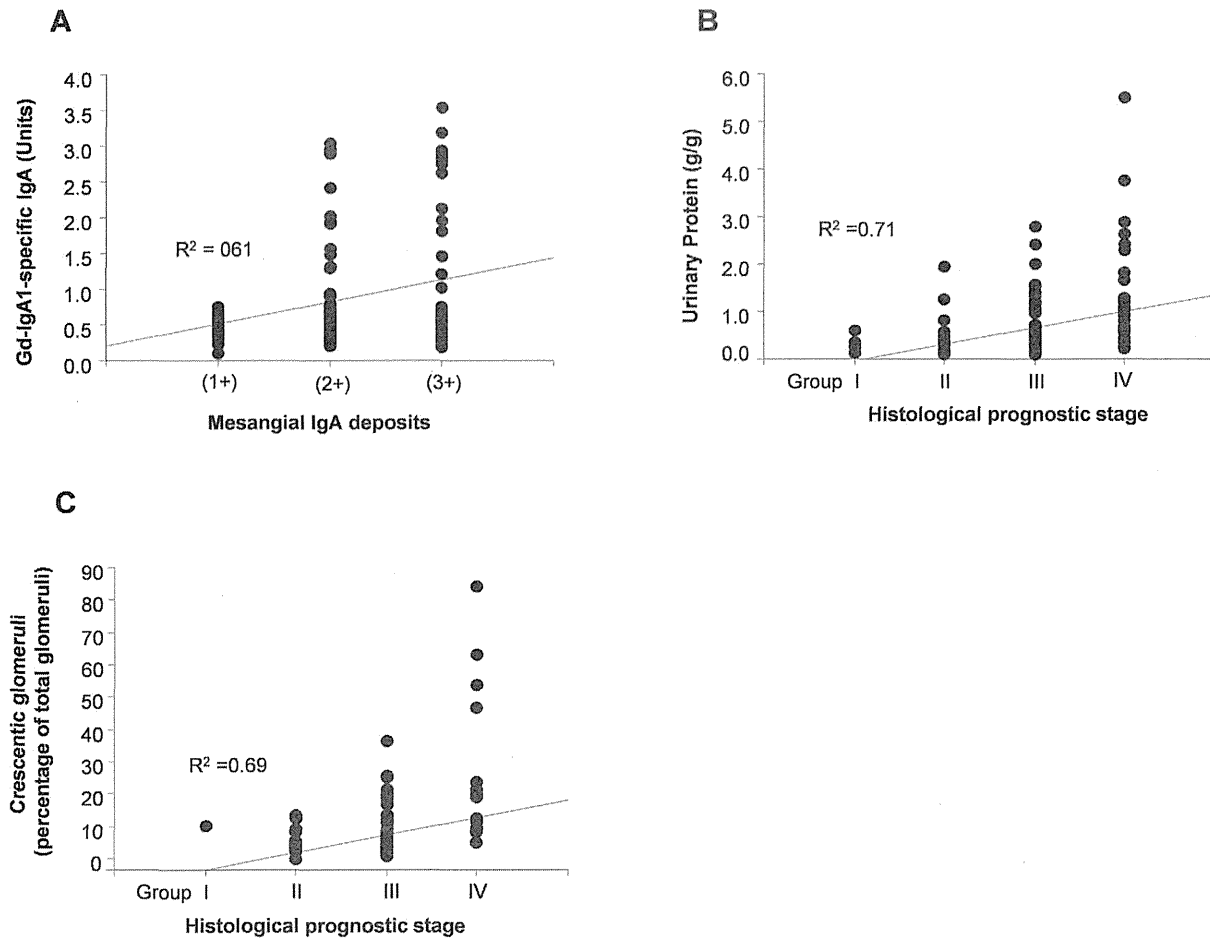 A
Gd-IgA1-specific IgA (Units)
4.0
3.5
3.0
2.5
2.0
1.5
1.0
0.5
0.0
R² = 061
(1+) (2+) (3+)
Mesangial IgA deposits
B
Urinary Protein (g/g)
6.0
5.0
4.0
3.0
2.0
1.0
0.0
R² =0.71
Group I II III IV
Histological prognostic stage
C
Crescentic glomeruli
(percentage of total glomeruli)
90
80
70
60
50
40
30
20
10
0
R² =0.69
Group I II III IV
Histological prognostic stage